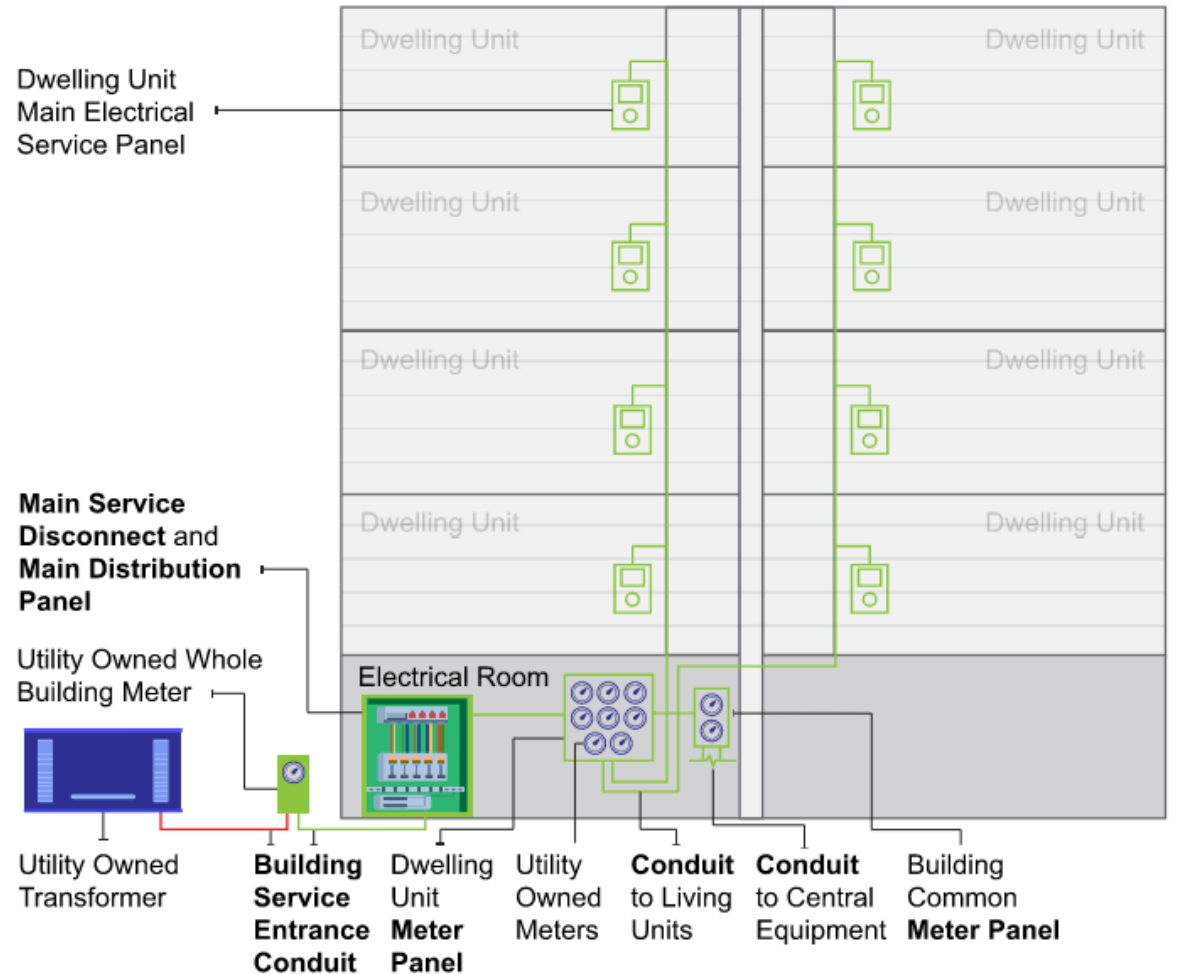 Dwelling Unit
Dwelling Unit
Dwelling Unit
Main Electrical
Service Panel
Dwelling Unit
Dwelling Unit
Dwelling Unit
Dwelling Unit
Main Service
Disconnect and
Main Distribution
Panel
Dwelling Unit
Dwelling Unit
Utility Owned Whole
Building Meter
Electrical Room
Utility Owned
Transformer
Building
Service
Entrance
Conduit
Dwelling
Unit
Meter
Panel
Utility
Owned
Meters
Conduit
to Living
Units
Conduit
to Central
Equipment
Building
Common
Meter Panel